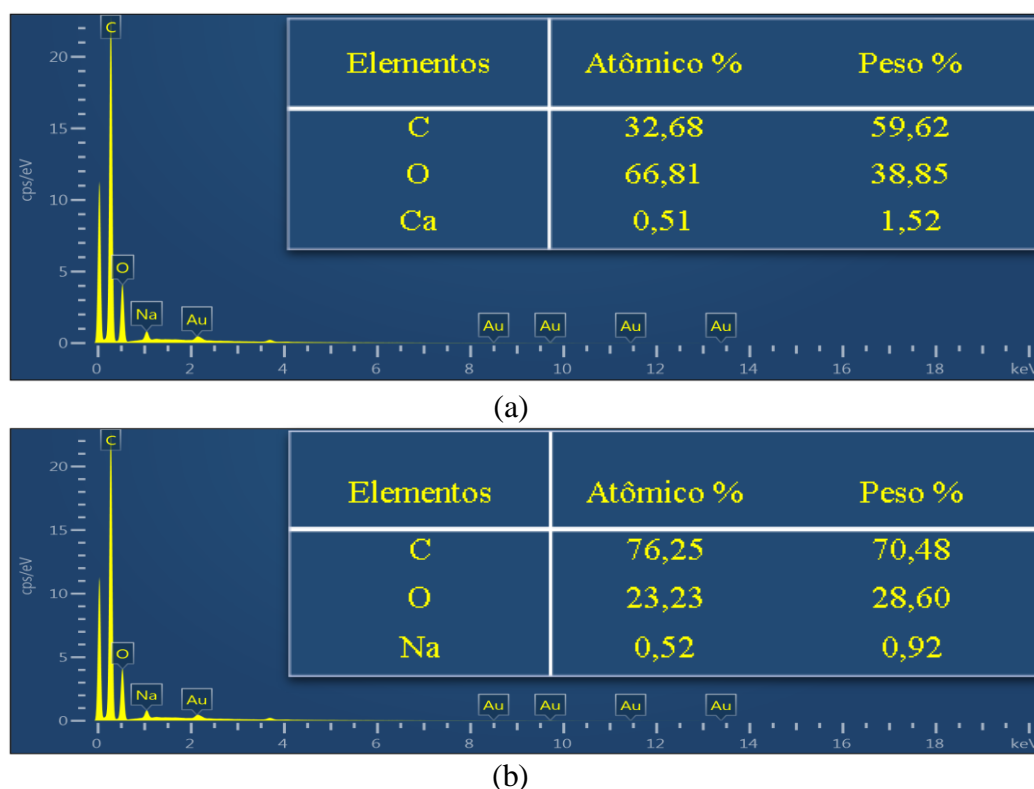 C
20
15
10
5
0
cps/eV
O
Na
Au
Au
Au
Au
Au
0 2 4 6 8 10 12 14 16 18 keV
Elementos Atômico % Peso %
C 32,68 59,62
O 66,81 38,85
Ca 0,51 1,52
(a)
C
20
15
10
5
0
cps/eV
O
Na
Au
Au
Au
Au
Au
0 2 4 6 8 10 12 14 16 18 keV
Elementos Atômico % Peso %
C 76,25 70,48
O 23,23 28,60
Na 0,52 0,92
(b)